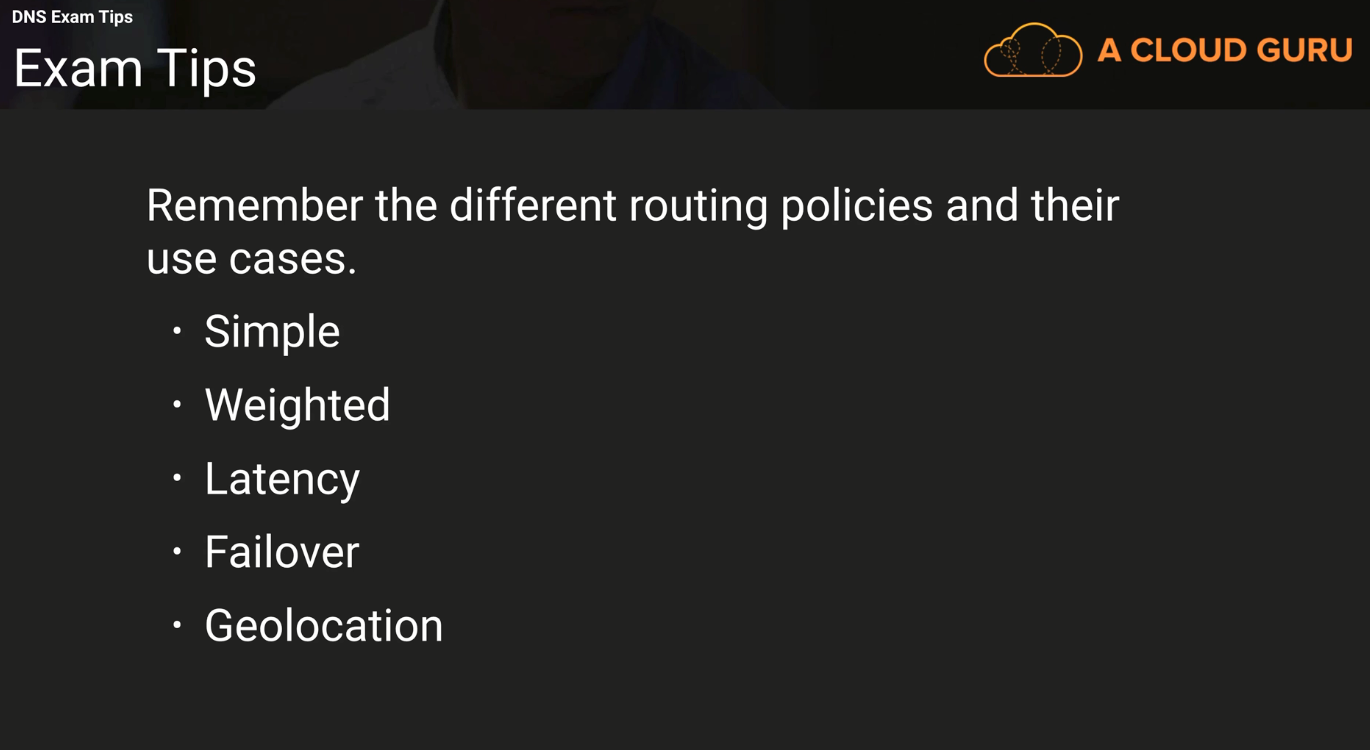 DNS Exam Tips
Exam Tips
A CLOUD GURU
Remember the different routing policies and their
use cases.
• Simple
• Weighted
• Latency
• Failover
• Geolocation